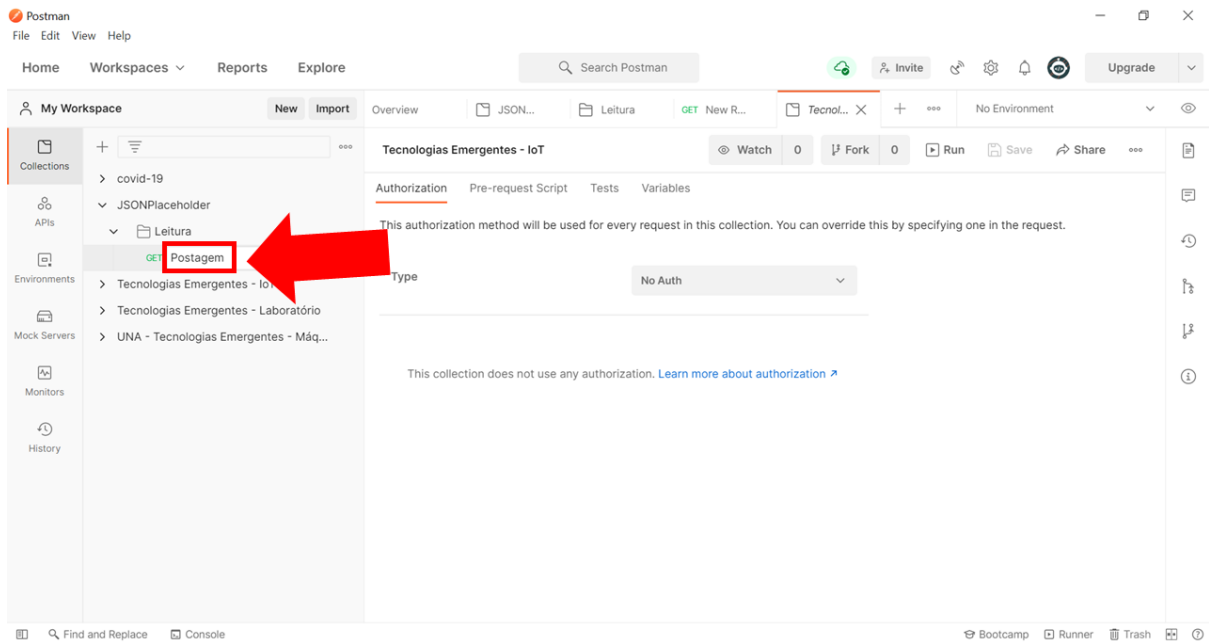 Postman
File Edit View Help
Home Workspaces Reports Explore Search Postman Invite Upgrade
My Workspace New Import Overview JSON... Leitura GET New R... Tecnol... No Environment
Collections
APIs
Environments
Mock Servers
Monitors
History
covid-19
JSONPlaceholder
Leitura
GET Postagem
Tecnologias Emergentes - IoT
Tecnologias Emergentes - Laboratório
UNA - Tecnologias Emergentes - Máq...
Tecnologias Emergentes - IoT Watch 0 Fork 0 Run Save Share
Authorization Pre-request Script Tests Variables
This authorization method will be used for every request in this collection. You can override this by specifying one in the request.
Type No Auth
This collection does not use any authorization. Learn more about authorization ↗
Find and Replace Console Bootcamp Runner Trash